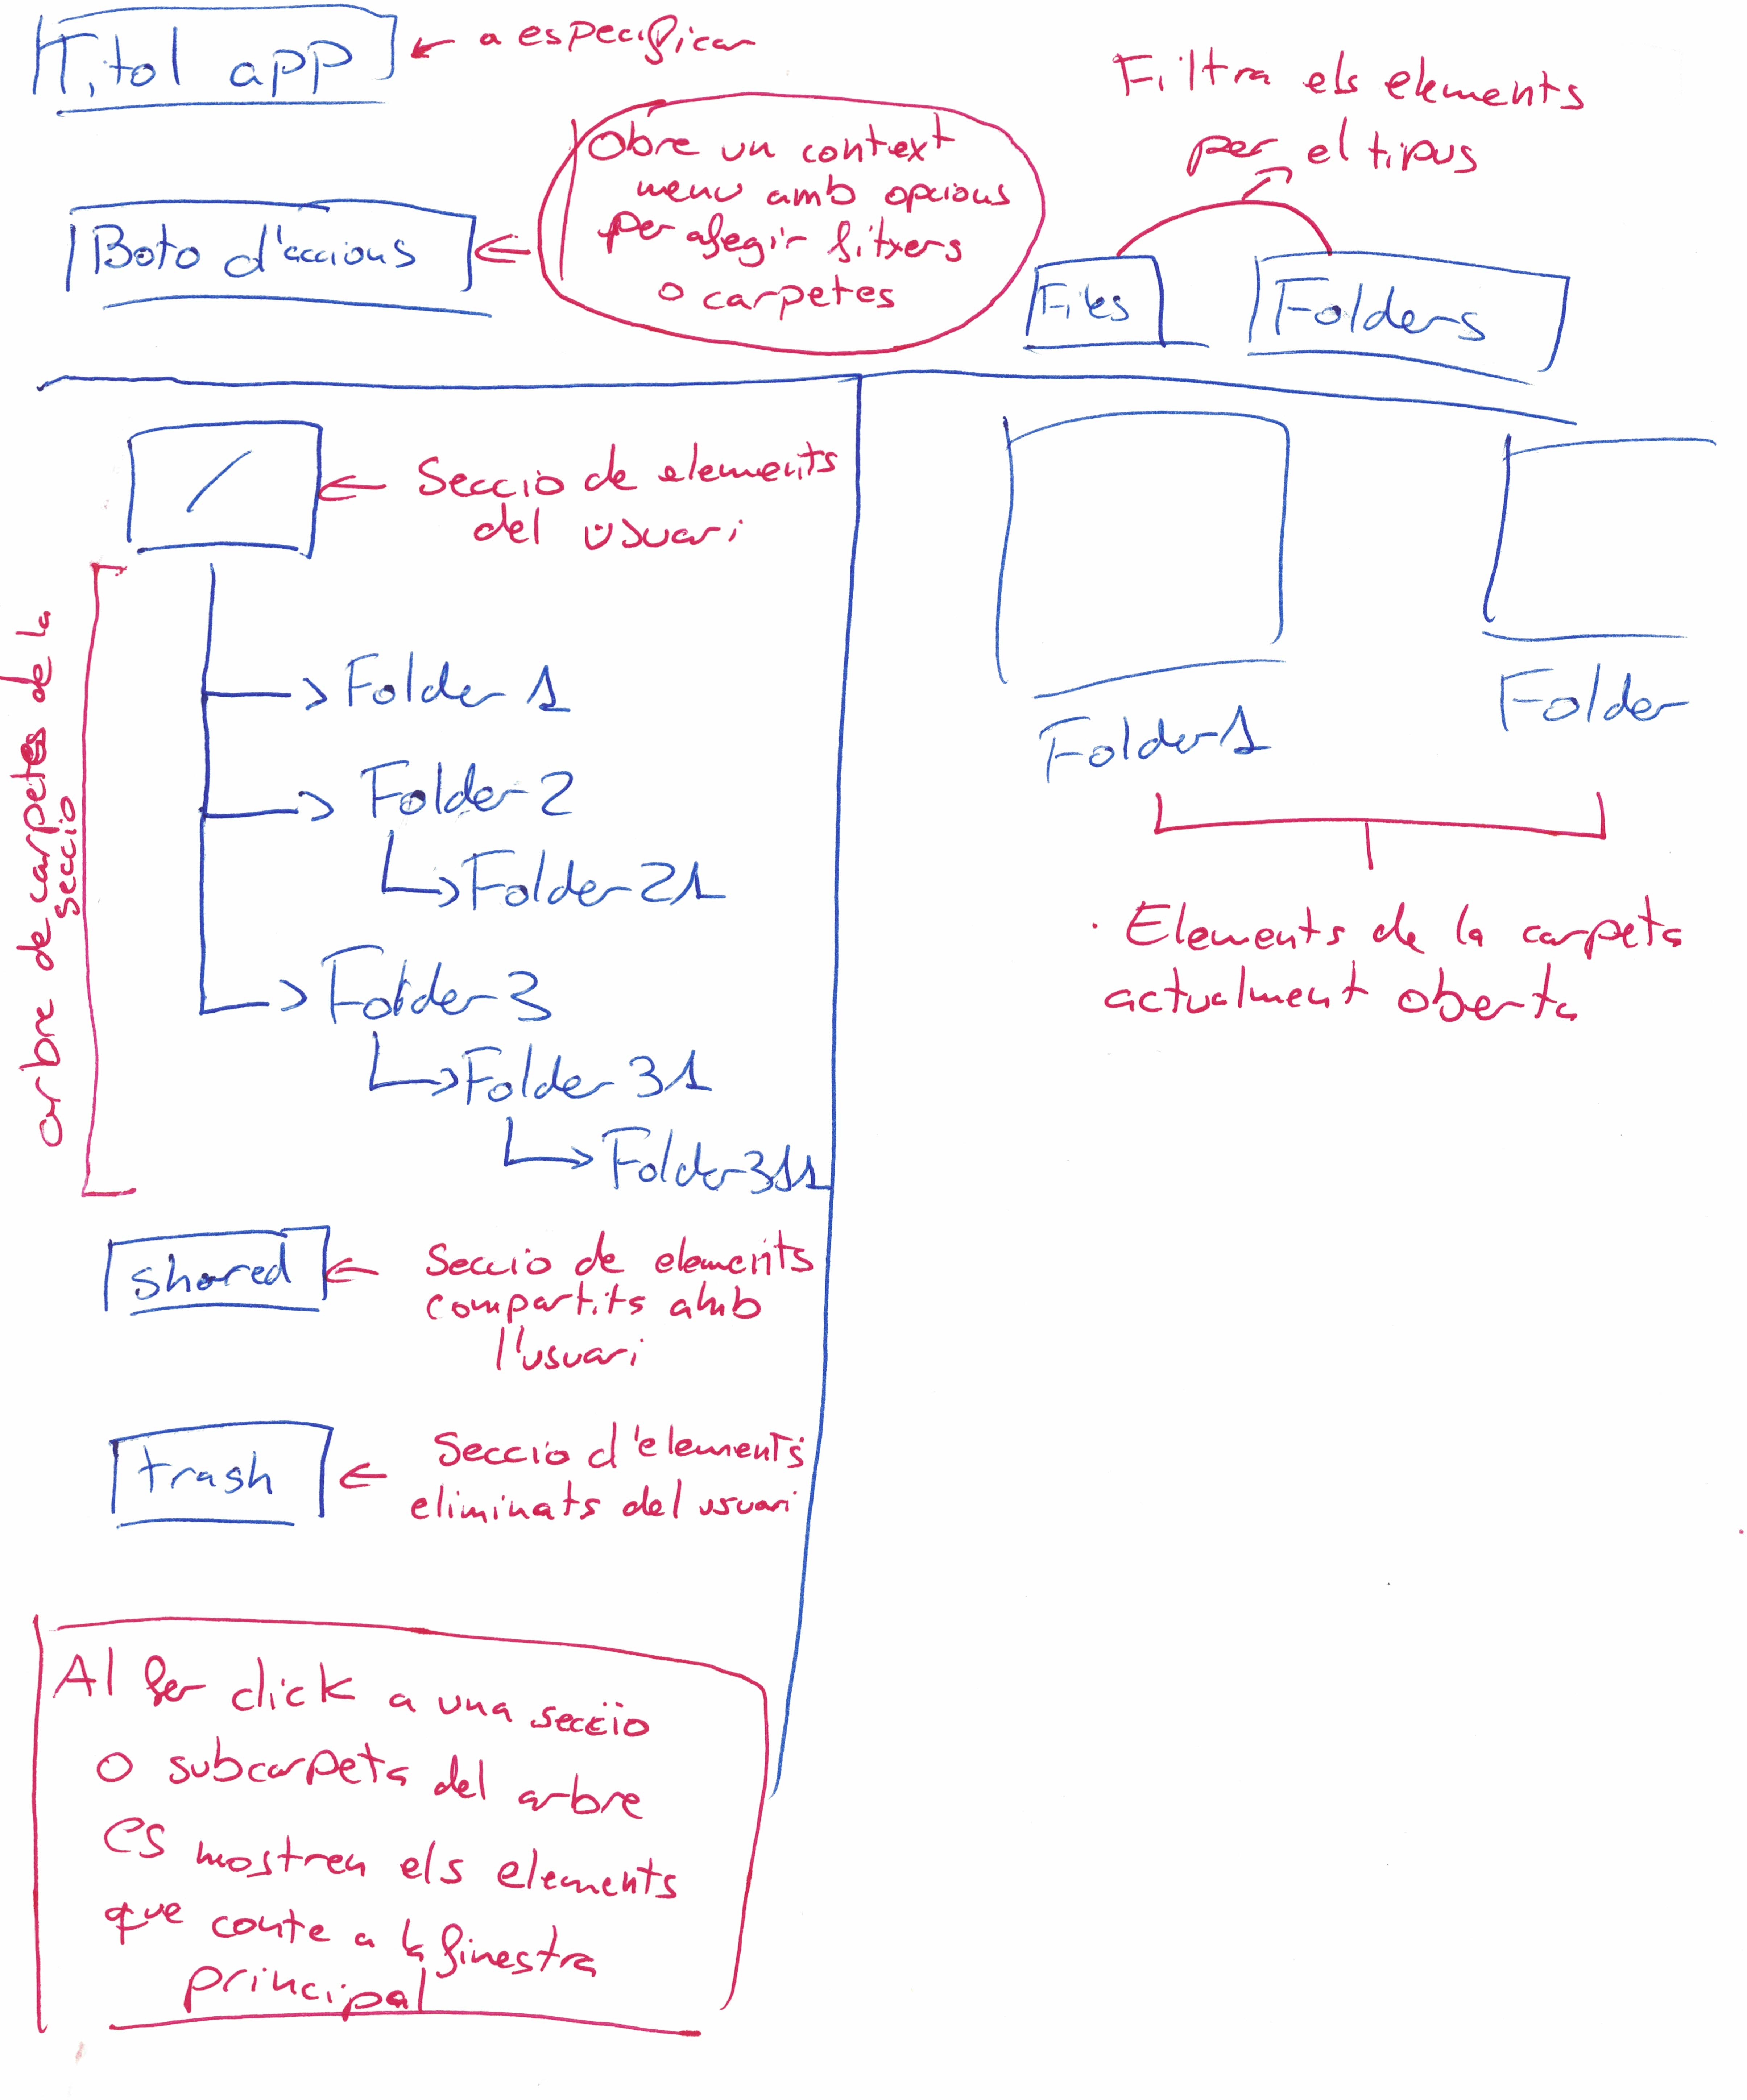 Titol app
a especificar
Obre un context
menu amb opcions
per afegir fitxers
o carpetes
Filtra els elements
per el tipus
Boto d'accions
Files
Folders
/
Seccio de elements
del usuari
arbre de carpetes de la
seccio
Folder 1
Folder 2
Folder 21
Folder 3
Folder 31
Folder 311
Folder 1
Folder
· Elements de la carpeta
actualment oberta
shared
Seccio de elements
compartits amb
l'usuari
trash
Seccio d'elements
eliminats del usuari
Al fer click a una seccio
o subcarpeta del arbre
es mostren els elements
que conte a la finestra
principal